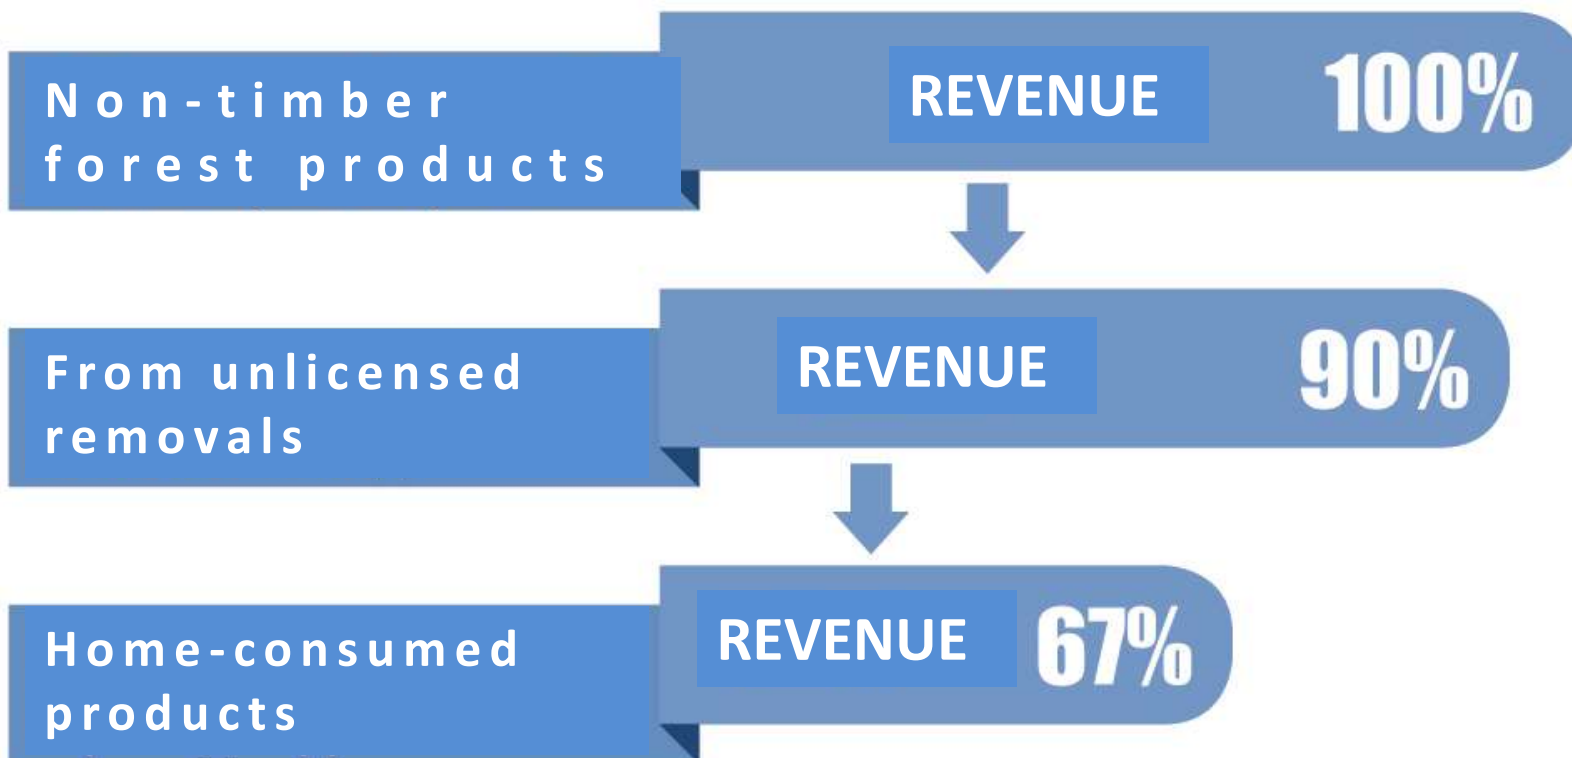 Non-timber
forest products
REVENUE
100%
From unlicensed
removals
REVENUE
90%
Home-consumed
products
REVENUE
67%